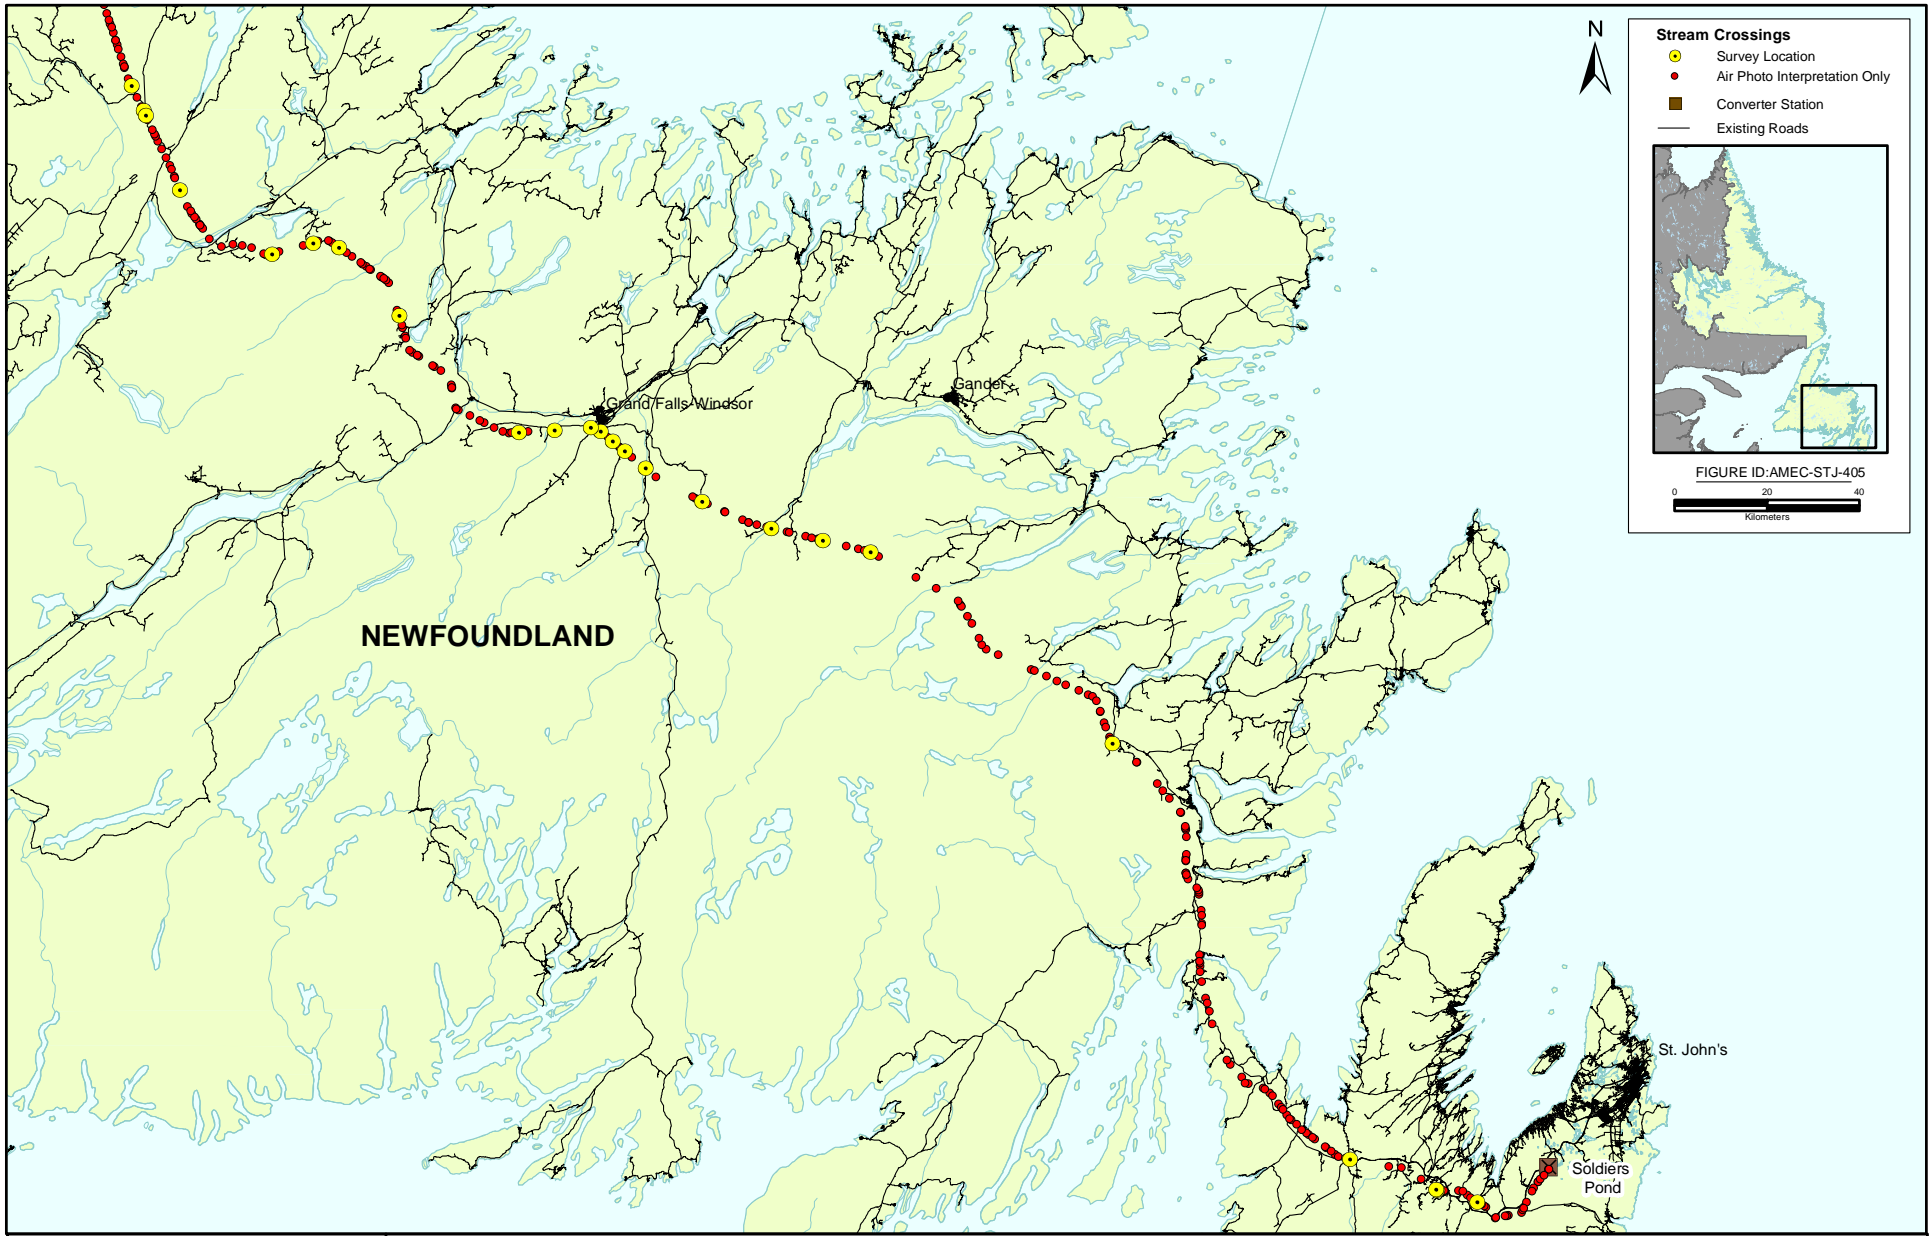 N
Stream Crossings
Survey Location
Air Photo Interpretation Only
Converter Station
Existing Roads
FIGURE ID:AMEC-STJ-405
0 20 40
Kilometers
Gander
Grand Falls-Windsor
NEWFOUNDLAND
St. John's
Soldiers
Pond